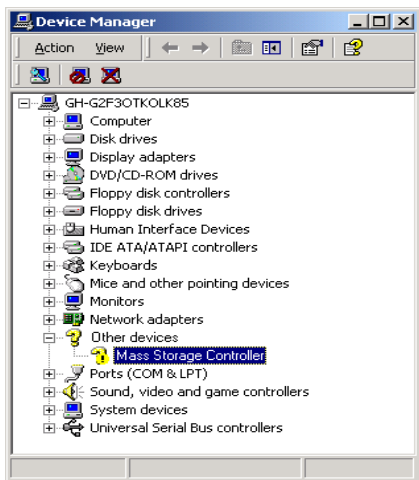 Device Manager
Action View
GH-G2F3OTKOLK85
Computer
Disk drives
Display adapters
DVD/CD-ROM drives
Floppy disk controllers
Floppy disk drives
Human Interface Devices
IDE ATA/ATAPI controllers
Keyboards
Mice and other pointing devices
Monitors
Network adapters
Other devices
Mass Storage Controller
Ports (COM & LPT)
Sound, video and game controllers
System devices
Universal Serial Bus controllers